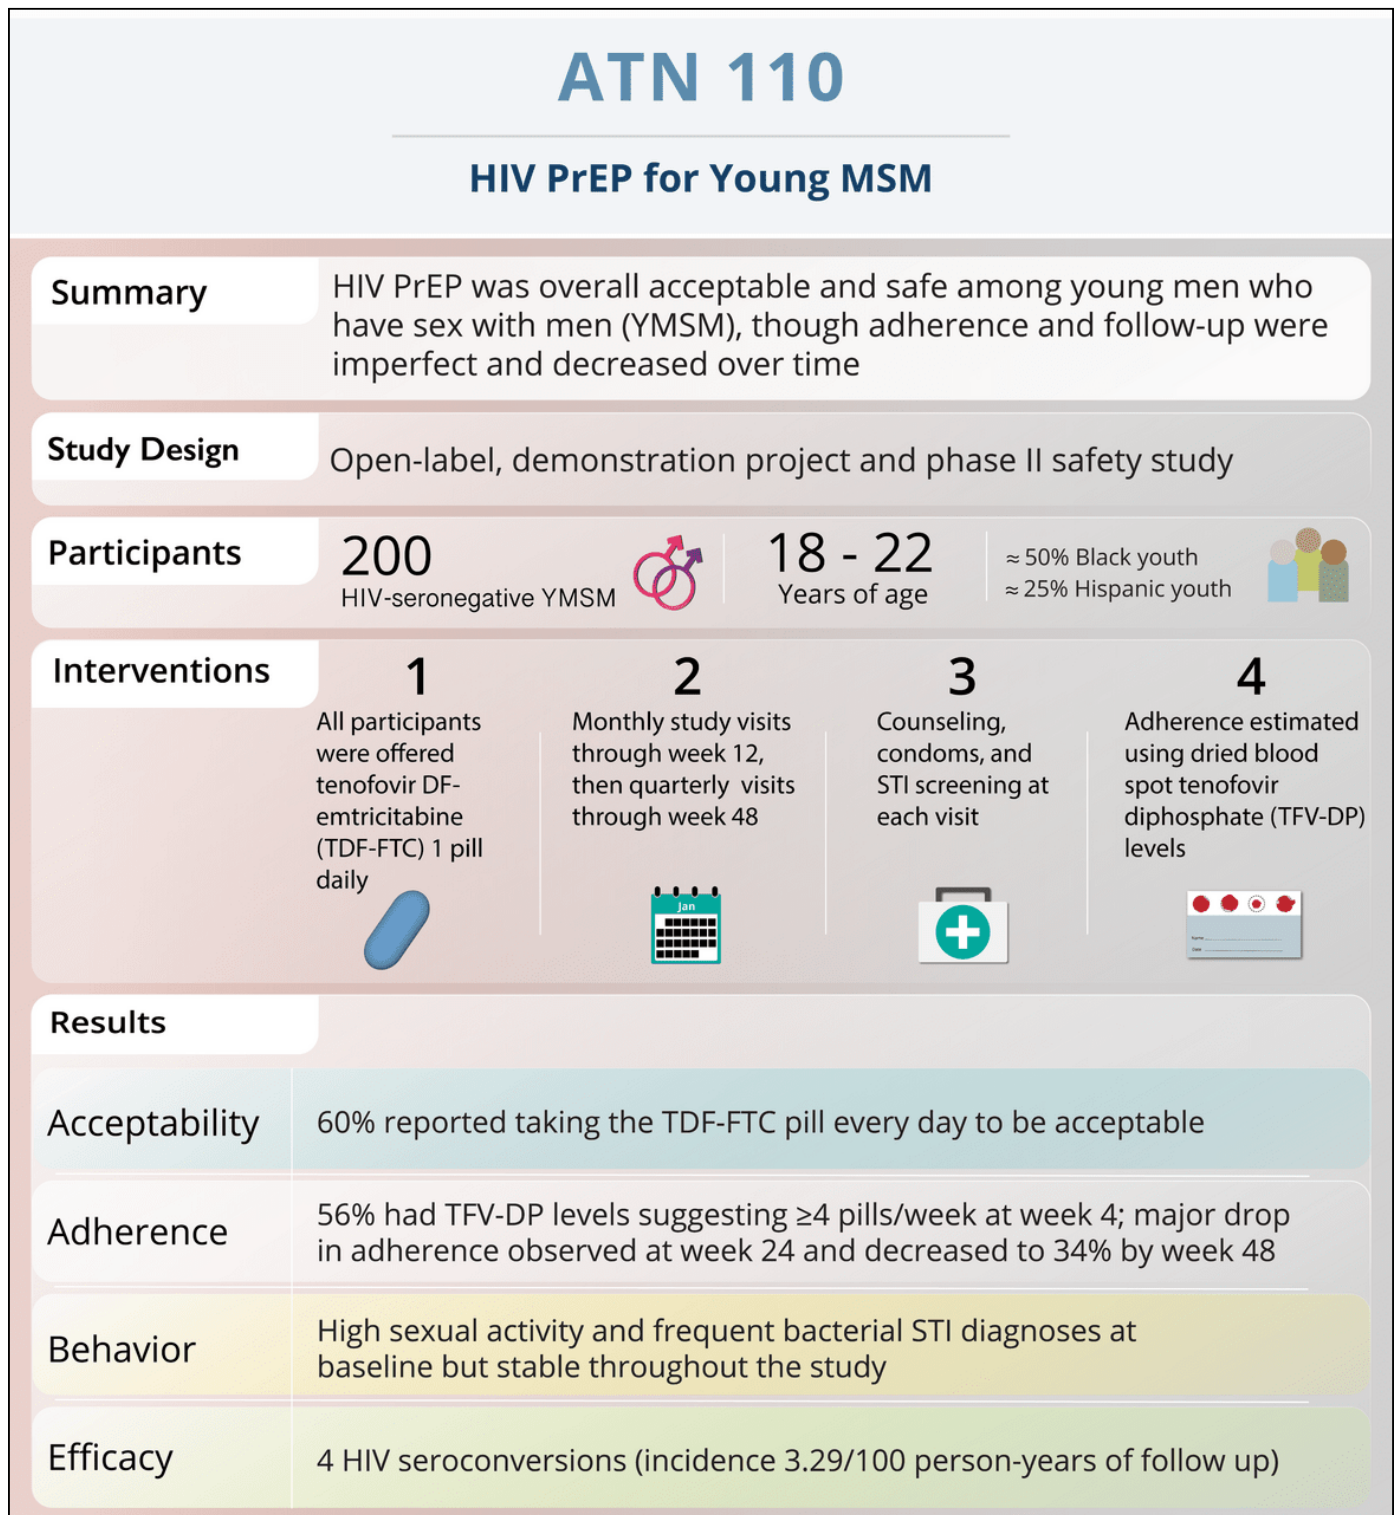 ATN 110
HIV PrEP for Young MSM
Summary
HIV PrEP was overall acceptable and safe among young men who
have sex with men (YMSM), though adherence and follow-up were
imperfect and decreased over time
Study Design
Open-label, demonstration project and phase II safety study
Participants
200
HIV-seronegative YMSM
18 - 22
Years of age
≈ 50% Black youth
≈ 25% Hispanic youth
Interventions
1
All participants
were offered
tenofovir DF-
emtricitabine
(TDF-FTC) 1 pill
daily
2
Monthly study visits
through week 12,
then quarterly visits
through week 48
Jan
3
Counseling,
condoms, and
STI screening at
each visit
4
Adherence estimated
using dried blood
spot tenofovir
diphosphate (TFV-DP)
levels
Name
Date
Results
Acceptability
60% reported taking the TDF-FTC pill every day to be acceptable
Adherence
56% had TFV-DP levels suggesting ≥4 pills/week at week 4; major drop
in adherence observed at week 24 and decreased to 34% by week 48
Behavior
High sexual activity and frequent bacterial STI diagnoses at
baseline but stable throughout the study
Efficacy
4 HIV seroconversions (incidence 3.29/100 person-years of follow up)